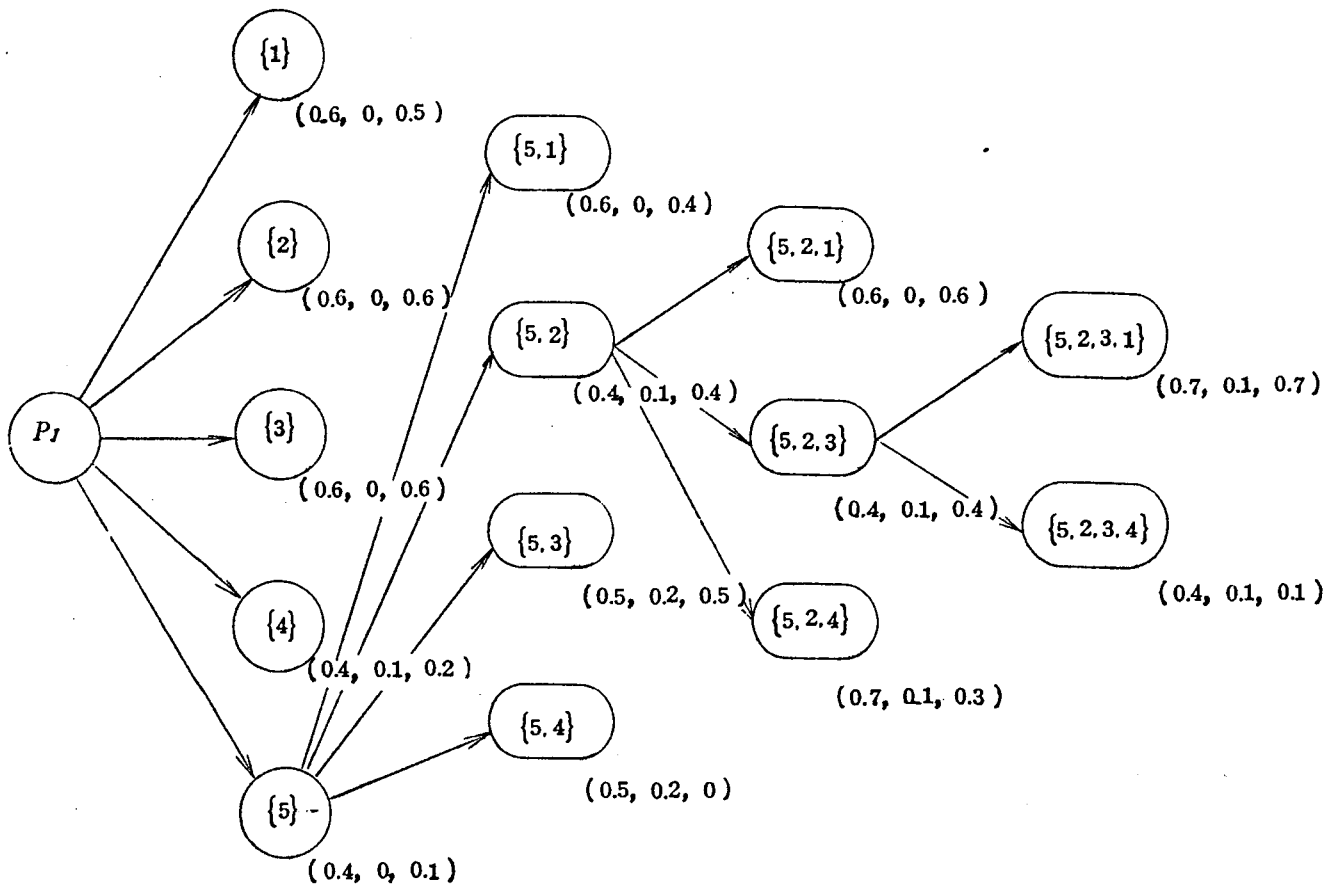 {1}
(0.6, 0, 0.5)
{5,1}
(0.6, 0, 0.4)
{2}
(0.6, 0, 0.6)
{5,2,1}
(0.6, 0, 0.6)
{5,2}
(0.4, 0.1, 0.4)
{5,2,3,1}
(0.7, 0.1, 0.7)
PJ
{3}
(0.6, 0, 0.6)
{5,2,3}
(0.4, 0.1, 0.4)
{5,3}
(0.5, 0.2, 0.5)
{5,2,3,4}
(0.4, 0.1, 0.1)
{4}
(0.4, 0.1, 0.2)
{5,2,4}
(0.7, 0.1, 0.3)
{5,4}
(0.5, 0.2, 0)
{5}
(0.4, 0, 0.1)